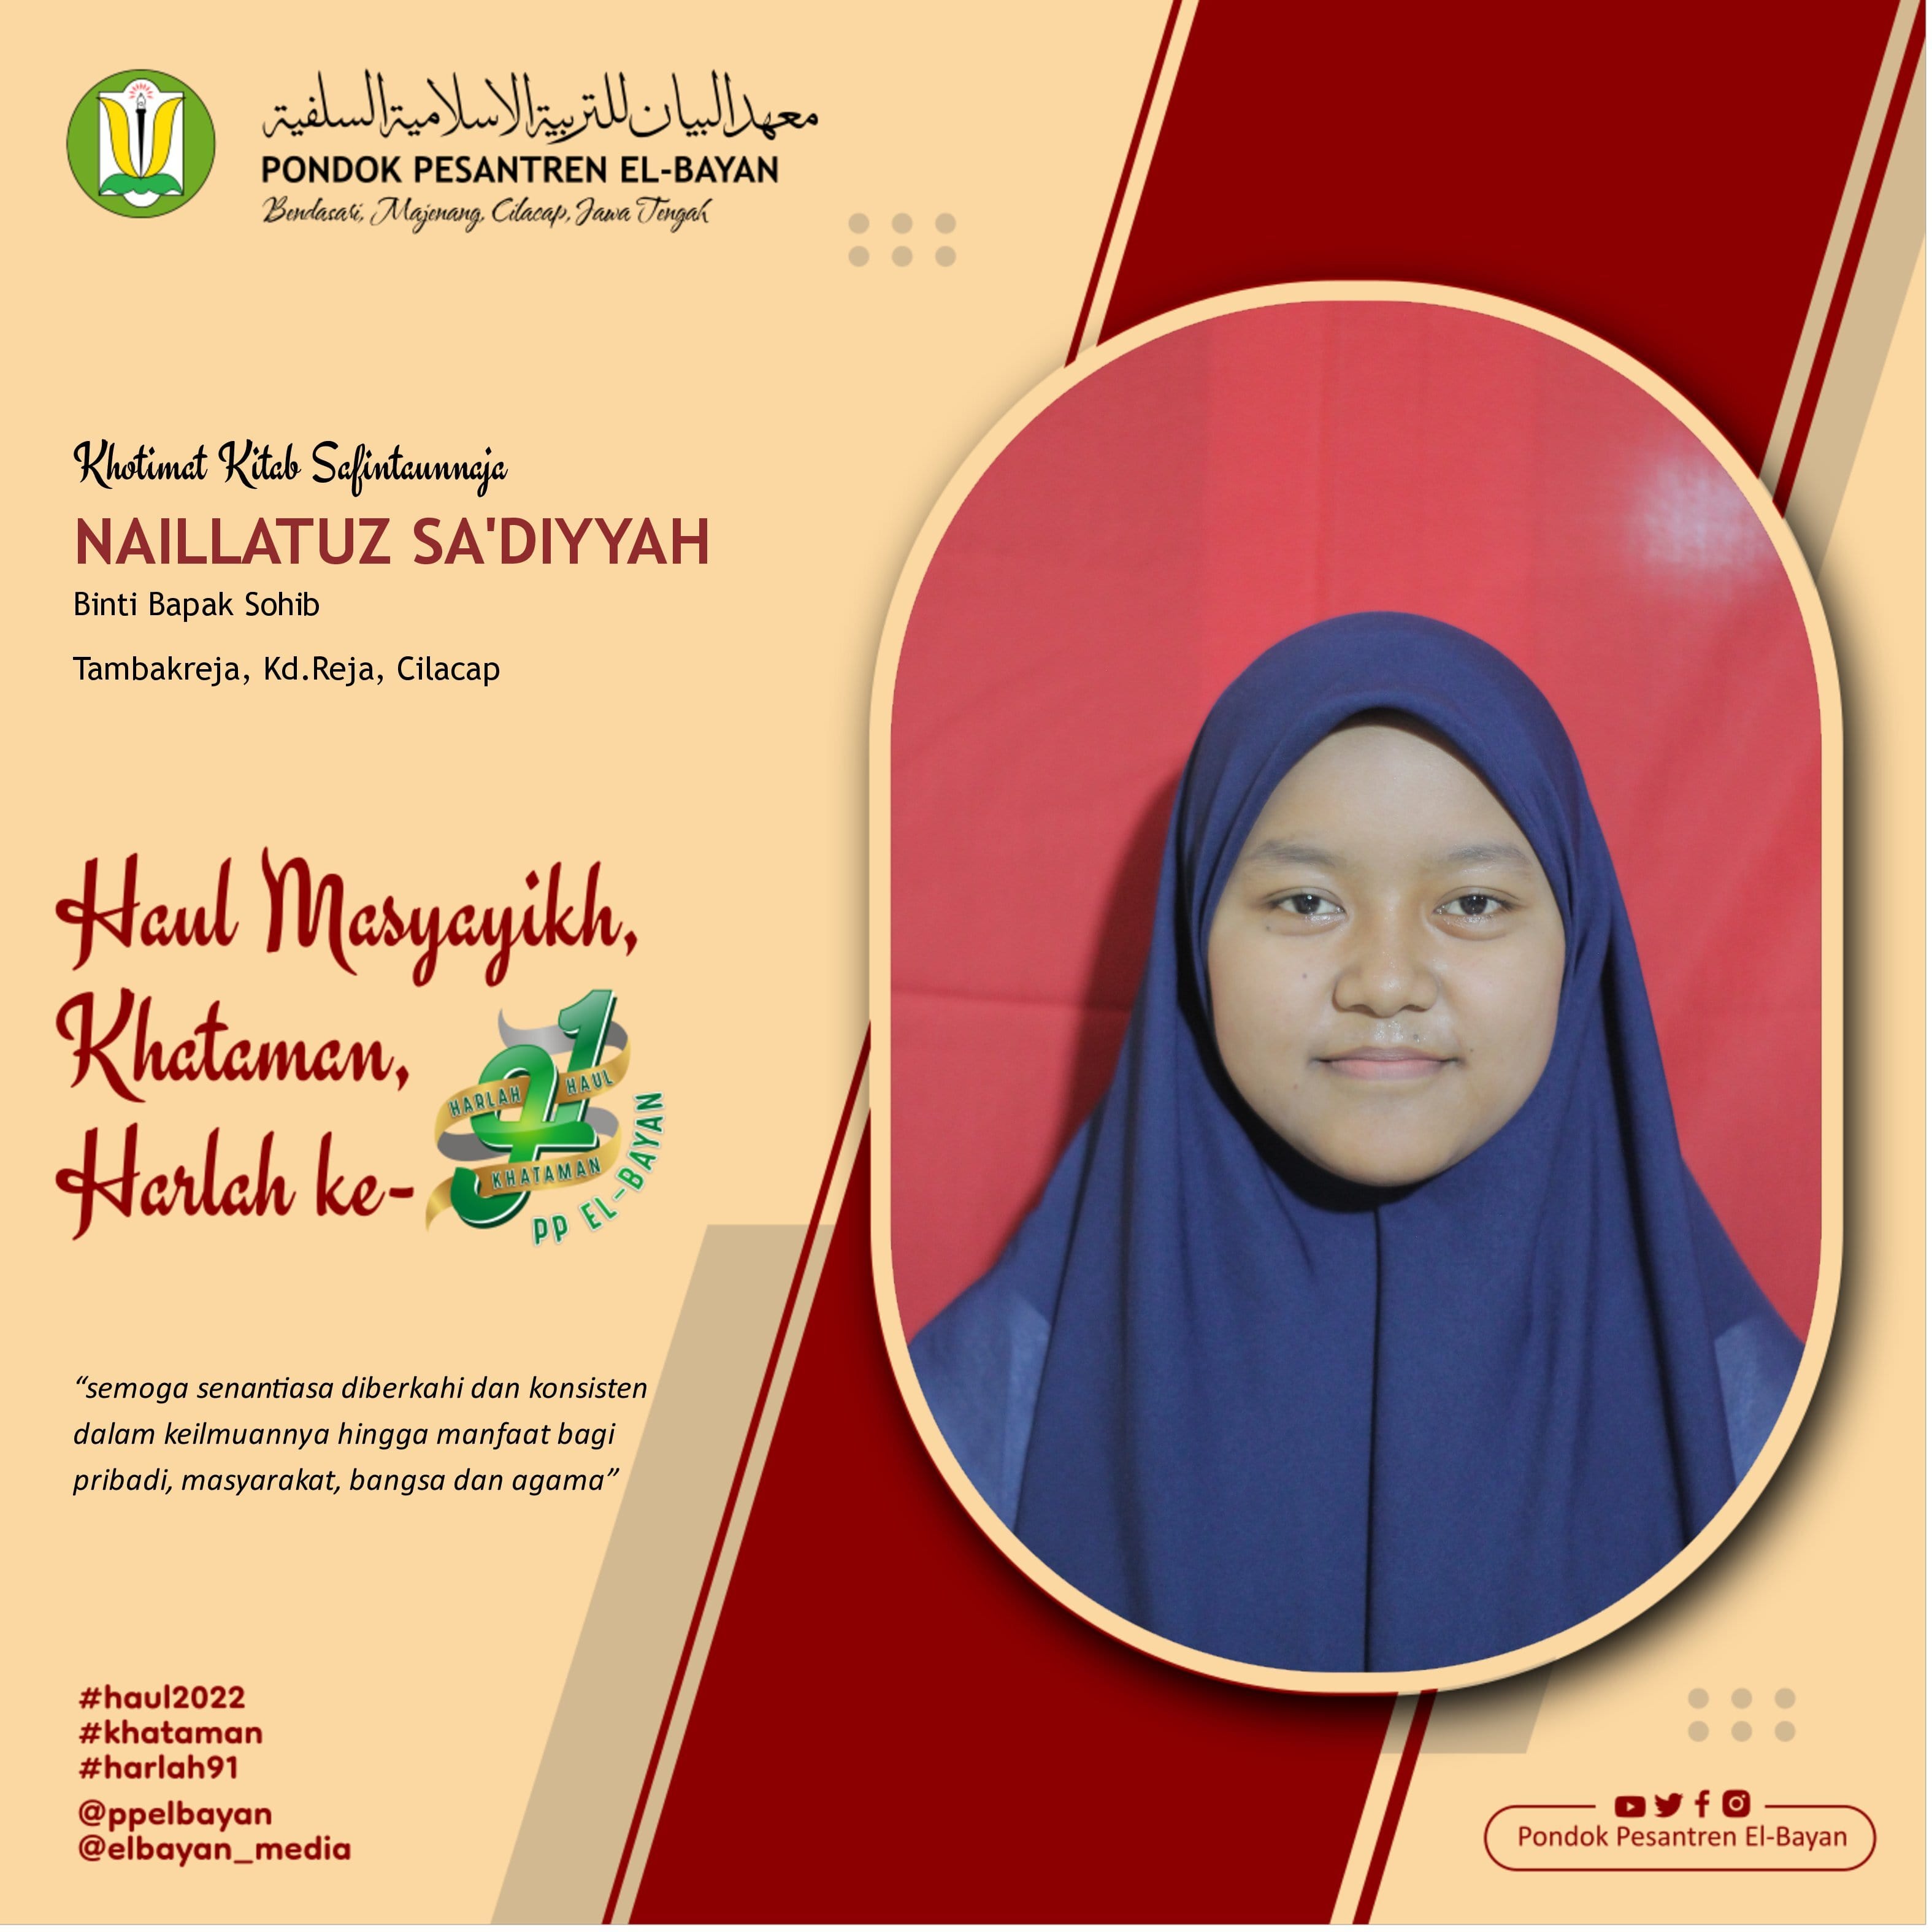 معهد البيان للتربية الاسلامية السلفية
PONDOK PESANTREN EL-BAYAN
Bendasari, Majenang, Cilacap, Jawa Tengah
Khotimat Kitab Safintaunnaja
NAILLATUZ SA'DIYYAH
Binti Bapak Sohib
Tambakreja, Kd.Reja, Cilacap
Haul Masyayikh,
Khataman,
Harlah ke-
91
HARLAH HAUL
KHATAMAN
PP EL-BAYAN
“semoga senantiasa diberkahi dan konsisten
dalam keilmuannya hingga manfaat bagi
pribadi, masyarakat, bangsa dan agama”
#haul2022
#khataman
#harlah91
@ppelbayan
@elbayan_media
Pondok Pesantren El-Bayan